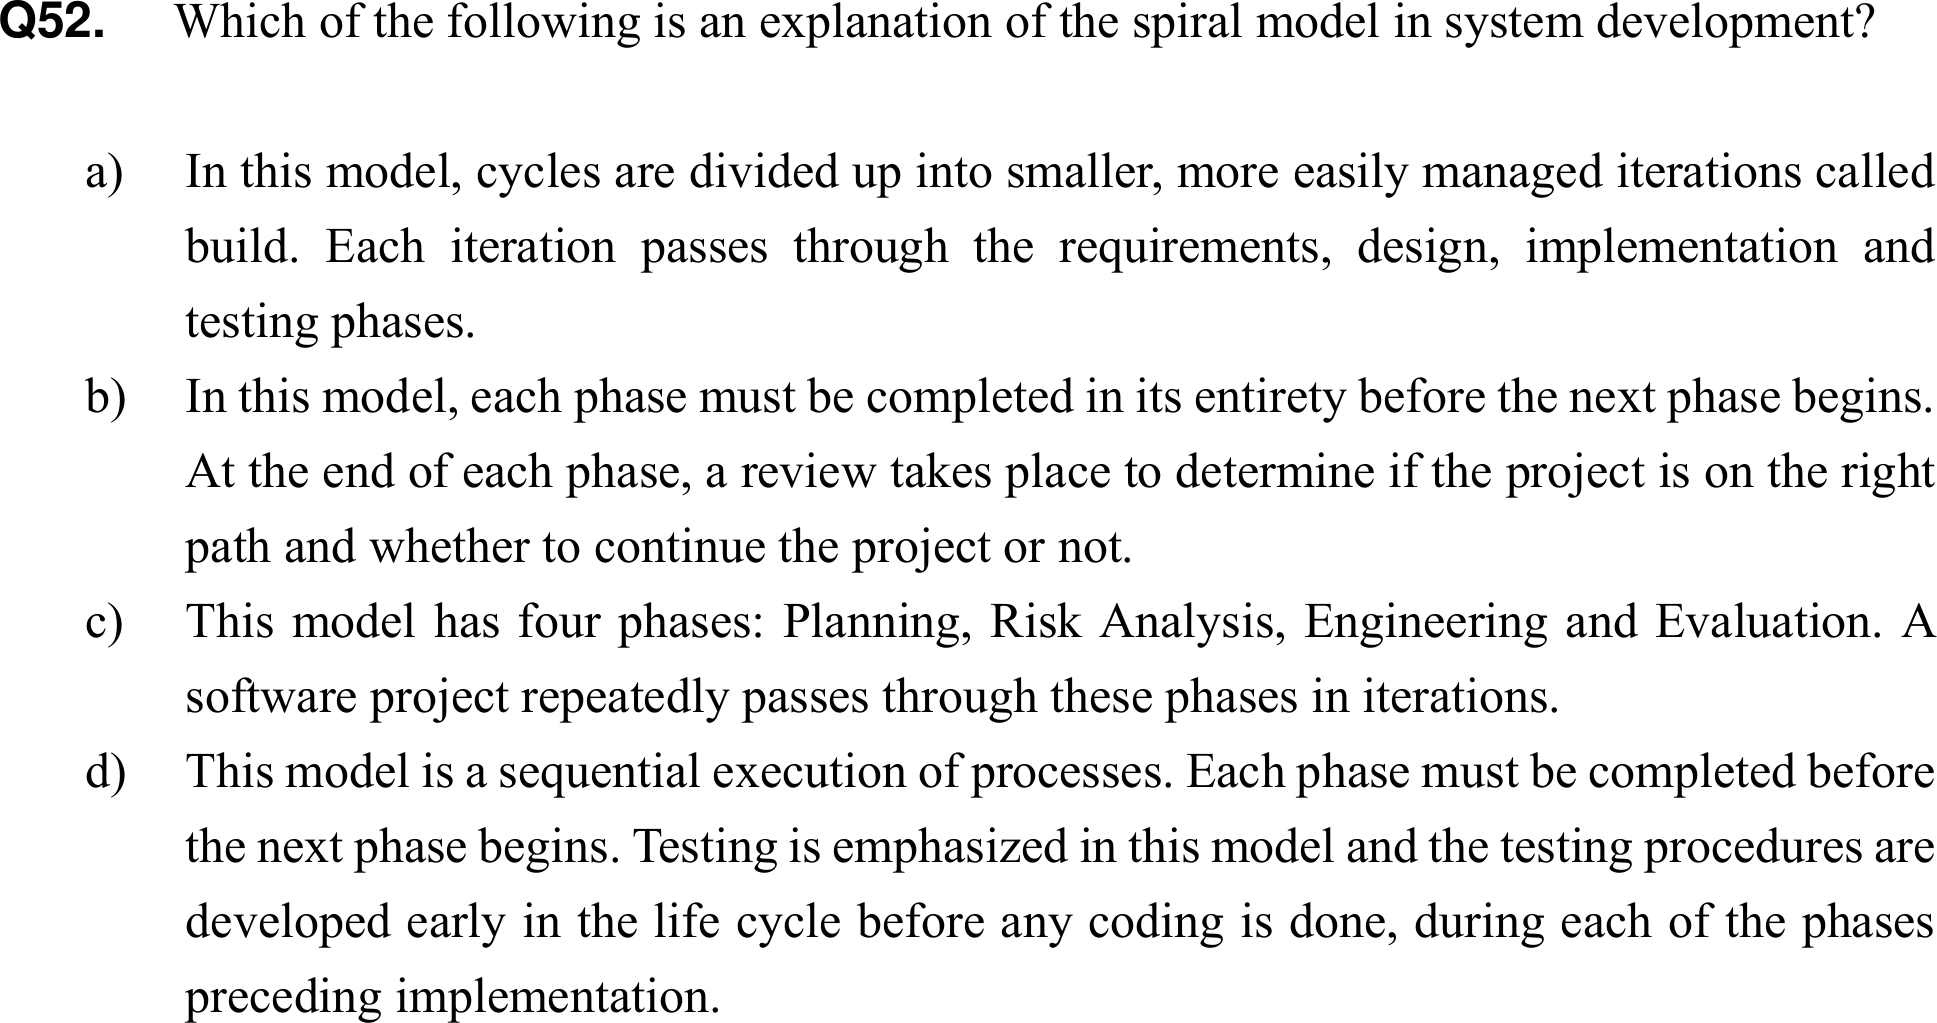 Q52. Which of the following is an explanation of the spiral model in system development?
a) In this model, cycles are divided up into smaller, more easily managed iterations called
build. Each iteration passes through the requirements, design, implementation and
testing phases.
b) In this model, each phase must be completed in its entirety before the next phase begins.
At the end of each phase, a review takes place to determine if the project is on the right
path and whether to continue the project or not.
c) This model has four phases: Planning, Risk Analysis, Engineering and Evaluation. A
software project repeatedly passes through these phases in iterations.
d) This model is a sequential execution of processes. Each phase must be completed before
the next phase begins. Testing is emphasized in this model and the testing procedures are
developed early in the life cycle before any coding is done, during each of the phases
preceding implementation.